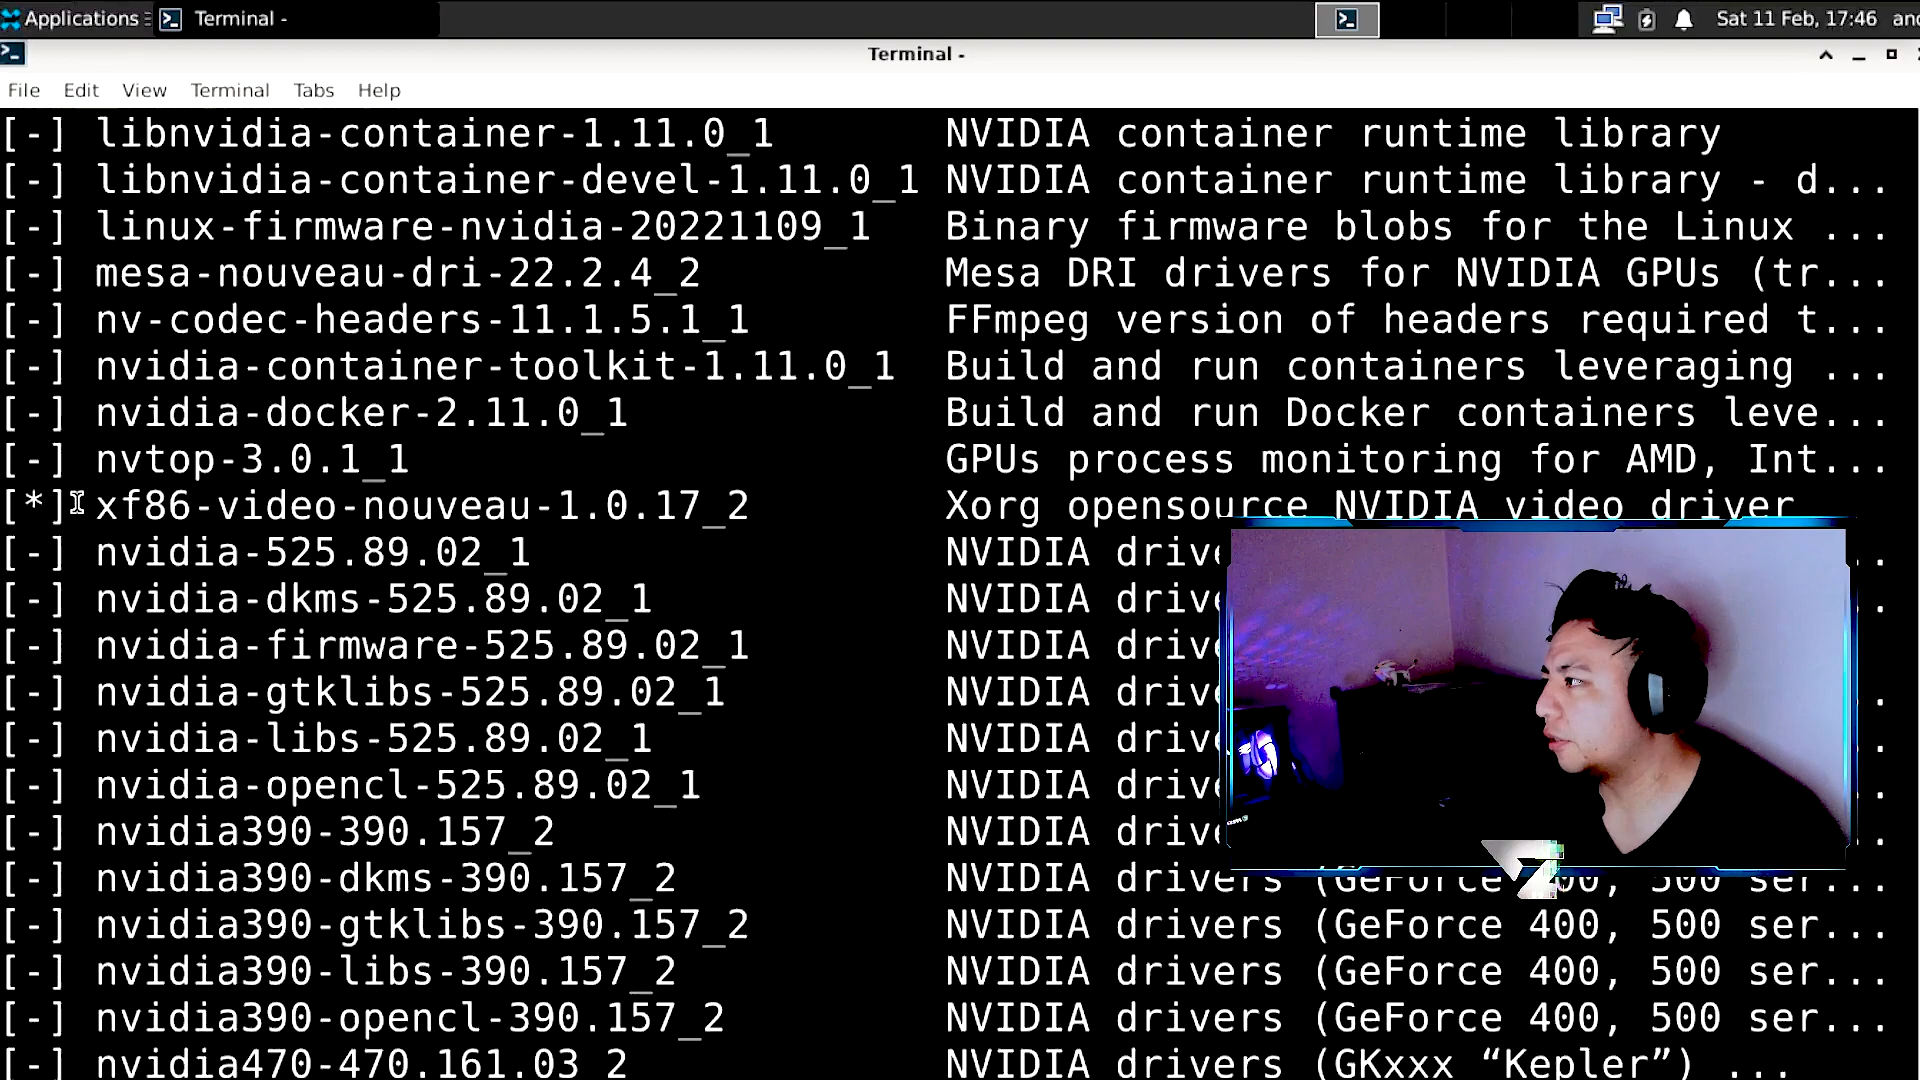 Applications
Terminal -
Sat 11 Feb, 17:46
Terminal -
File Edit View Terminal Tabs Help
[-] libnvidia-container-1.11.0_1 NVIDIA container runtime library
[-] libnvidia-container-devel-1.11.0_1 NVIDIA container runtime library - d...
[-] linux-firmware-nvidia-20221109_1 Binary firmware blobs for the Linux ...
[-] mesa-nouveau-dri-22.2.4_2 Mesa DRI drivers for NVIDIA GPUs (tr...
[-] nv-codec-headers-11.1.5.1_1 FFmpeg version of headers required t...
[-] nvidia-container-toolkit-1.11.0_1 Build and run containers leveraging ...
[-] nvidia-docker-2.11.0_1 Build and run Docker containers leve...
[-] nvtop-3.0.1_1 GPUs process monitoring for AMD, Int...
[*] xf86-video-nouveau-1.0.17_2 Xorg opensource NVIDIA video driver
[-] nvidia-525.89.02_1 NVIDIA drive
[-] nvidia-dkms-525.89.02_1 NVIDIA drive
[-] nvidia-firmware-525.89.02_1 NVIDIA drive
[-] nvidia-gtklibs-525.89.02_1 NVIDIA drive
[-] nvidia-libs-525.89.02_1 NVIDIA drive
[-] nvidia-opencl-525.89.02_1 NVIDIA drive
[-] nvidia390-390.157_2 NVIDIA drive
[-] nvidia390-dkms-390.157_2 NVIDIA drivers (GeForce 00, 500 ser...
[-] nvidia390-gtklibs-390.157_2 NVIDIA drivers (GeForce 400, 500 ser...
[-] nvidia390-libs-390.157_2 NVIDIA drivers (GeForce 400, 500 ser...
[-] nvidia390-opencl-390.157_2 NVIDIA drivers (GeForce 400, 500 ser...
[-] nvidia470-470.161.03_2 NVIDIA drivers (GKxxx “Kepler”) ...